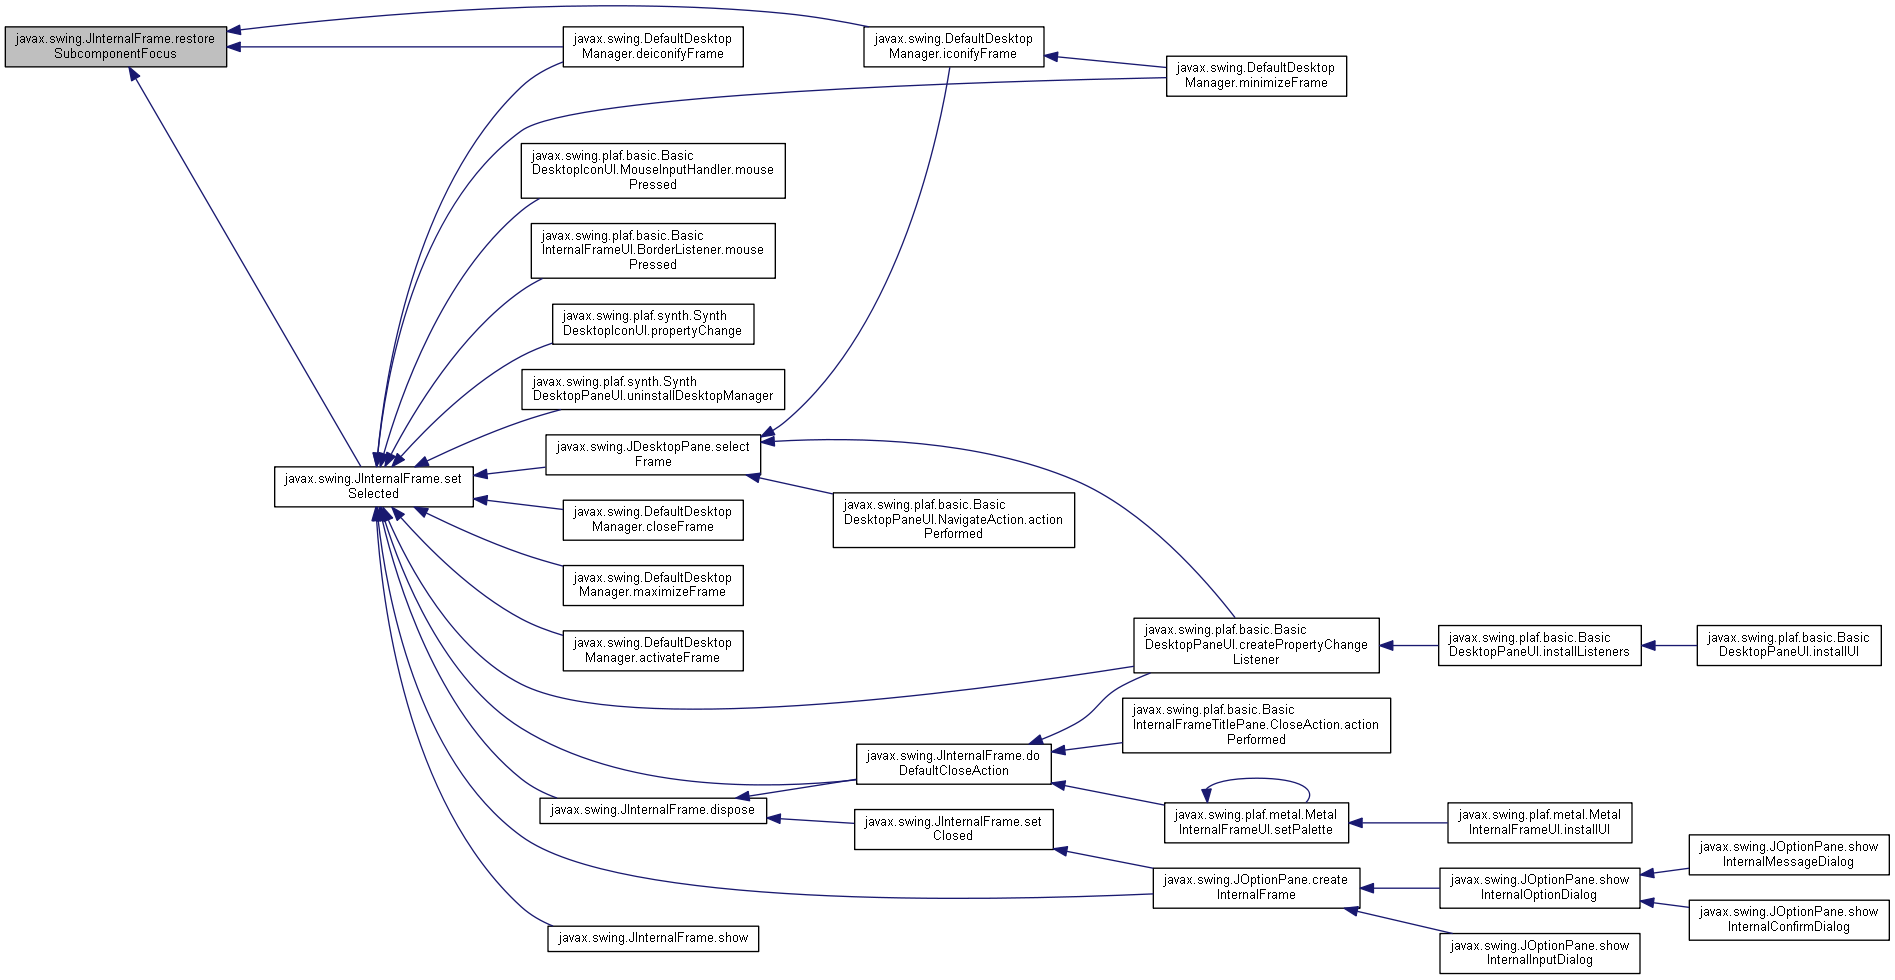 javax.swing.JInternalFrame.restore
SubcomponentFocus
javax.swing.DefaultDesktop
Manager.deiconifyFrame
javax.swing.DefaultDesktop
Manager.iconifyFrame
javax.swing.DefaultDesktop
Manager.minimizeFrame
javax.swing.plaf.basic.Basic
DesktopIconUI.MouseInputHandler.mouse
Pressed
javax.swing.plaf.basic.Basic
InternalFrameUI.BorderListener.mouse
Pressed
javax.swing.plaf.synth.Synth
DesktopIconUI.propertyChange
javax.swing.plaf.synth.Synth
DesktopPaneUI.uninstallDesktopManager
javax.swing.JDesktopPane.select
Frame
javax.swing.JInternalFrame.set
Selected
javax.swing.DefaultDesktop
Manager.closeFrame
javax.swing.plaf.basic.Basic
DesktopPaneUI.NavigateAction.action
Performed
javax.swing.DefaultDesktop
Manager.maximizeFrame
javax.swing.DefaultDesktop
Manager.activateFrame
javax.swing.plaf.basic.Basic
DesktopPaneUI.createPropertyChange
Listener
javax.swing.plaf.basic.Basic
DesktopPaneUI.installListeners
javax.swing.plaf.basic.Basic
DesktopPaneUI.installUI
javax.swing.plaf.basic.Basic
InternalFrameTitlePane.CloseAction.action
Performed
javax.swing.JInternalFrame.do
DefaultCloseAction
javax.swing.JInternalFrame.dispose
javax.swing.JInternalFrame.set
Closed
javax.swing.plaf.metal.Metal
InternalFrameUI.setPalette
javax.swing.plaf.metal.Metal
InternalFrameUI.installUI
javax.swing.JOptionPane.create
InternalFrame
javax.swing.JOptionPane.show
InternalOptionDialog
javax.swing.JOptionPane.show
InternalMessageDialog
javax.swing.JOptionPane.show
InternalConfirmDialog
javax.swing.JInternalFrame.show
javax.swing.JOptionPane.show
InternalInputDialog